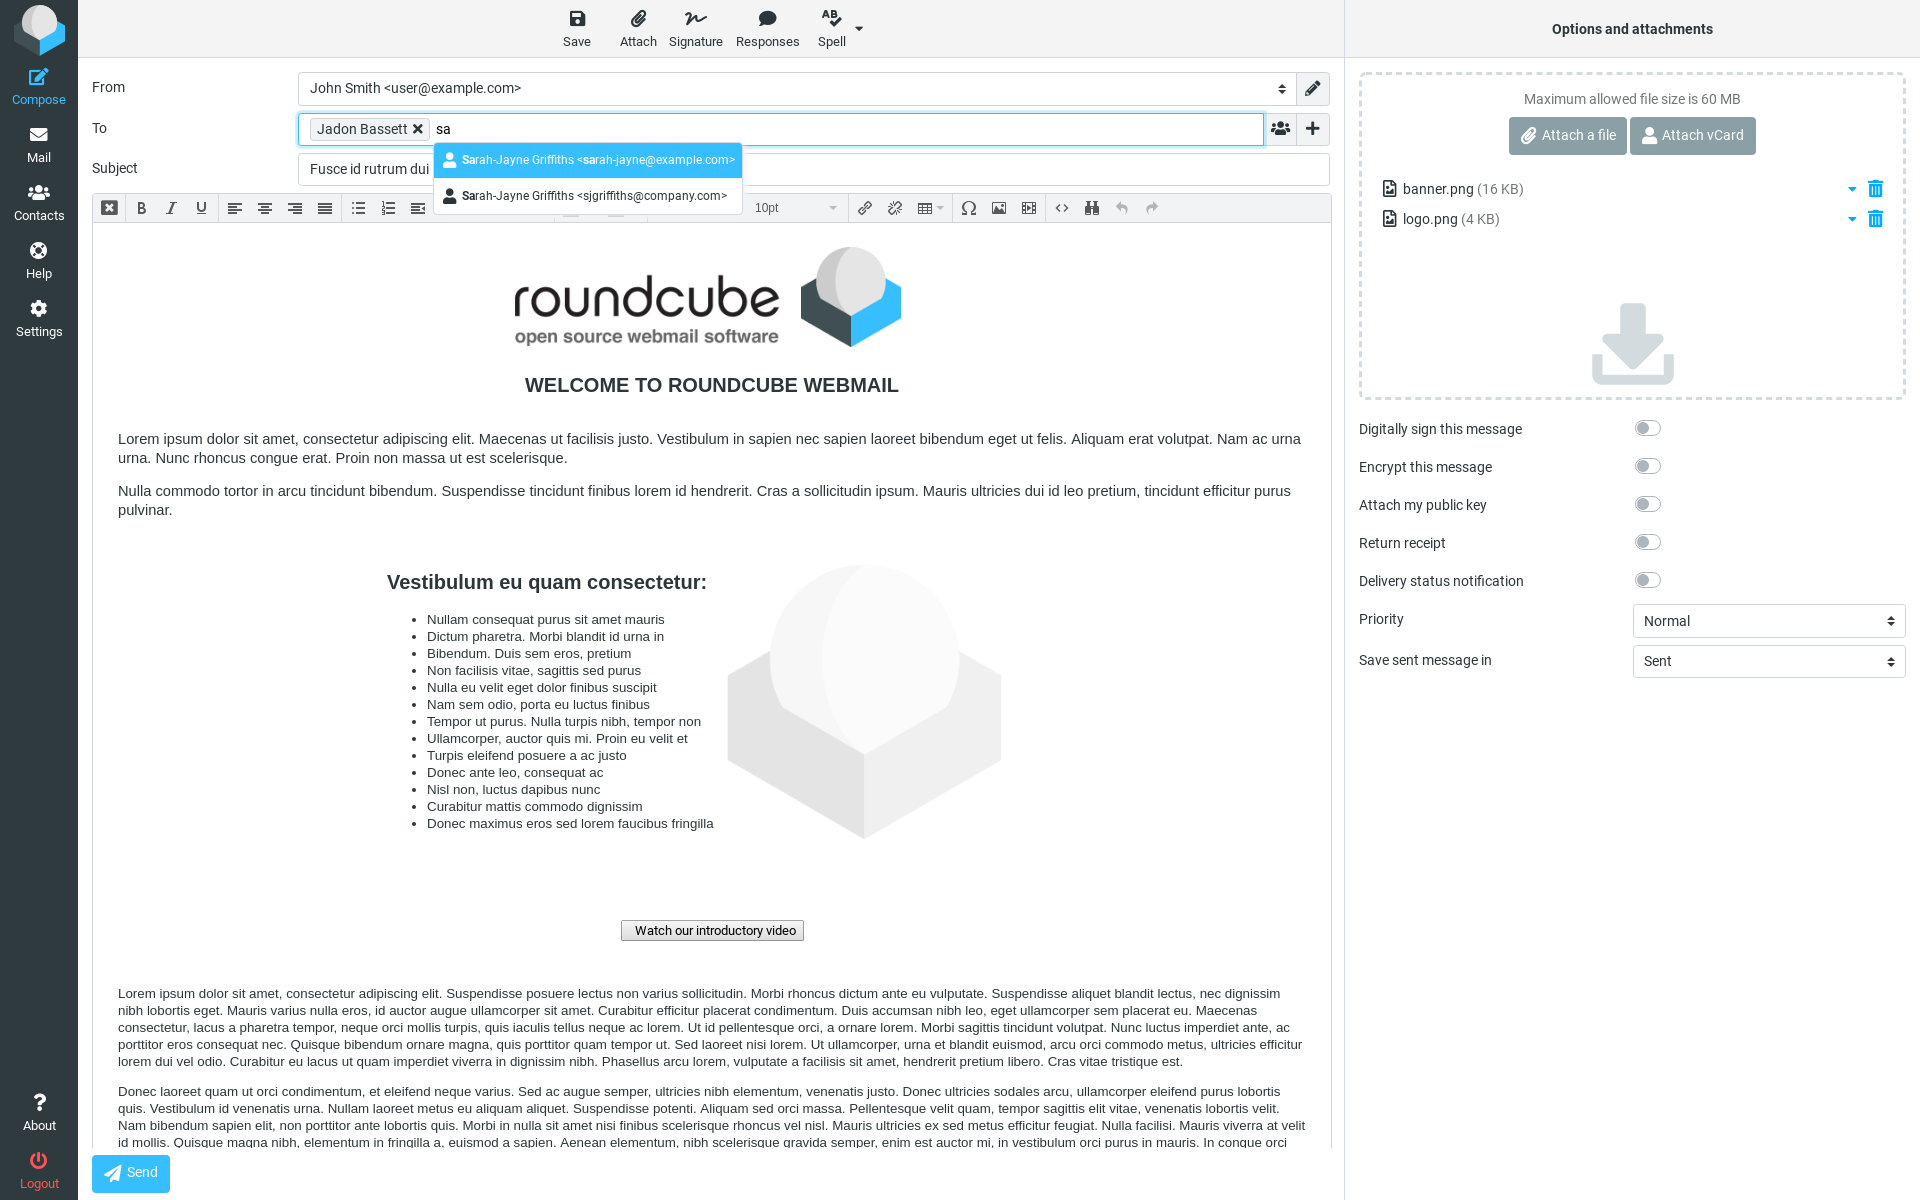 Save
Attach
Signature
Responses
Spell
Options and attachments
Compose
Mail
Contacts
Help
Settings
About
Logout
From
John Smith <user@example.com>
To
Jadon Bassett
sa
Sarah-Jayne Griffiths <sarah-jayne@example.com>
Sarah-Jayne Griffiths <sjgriffiths@company.com>
Subject
Fusce id rutrum dui
B I U
10pt
roundcube
open source webmail software
WELCOME TO ROUNDCUBE WEBMAIL
Lorem ipsum dolor sit amet, consectetur adipiscing elit. Maecenas ut facilisis justo. Vestibulum in sapien nec sapien laoreet bibendum eget ut felis. Aliquam erat volutpat. Nam ac urna
urna. Nunc rhoncus congue erat. Proin non massa ut est scelerisque.
Nulla commodo tortor in arcu tincidunt bibendum. Suspendisse tincidunt finibus lorem id hendrerit. Cras a sollicitudin ipsum. Mauris ultricies dui id leo pretium, tincidunt efficitur purus
pulvinar.
Vestibulum eu quam consectetur:
• Nullam consequat purus sit amet mauris
• Dictum pharetra. Morbi blandit id urna in
• Bibendum. Duis sem eros, pretium
• Non facilisis vitae, sagittis sed purus
• Nulla eu velit eget dolor finibus suscipit
• Nam sem odio, porta eu luctus finibus
• Tempor ut purus. Nulla turpis nibh, tempor non
• Ullamcorper, auctor quis mi. Proin eu velit et
• Turpis eleifend posuere a ac justo
• Donec ante leo, consequat ac
• Nisl non, luctus dapibus nunc
• Curabitur mattis commodo dignissim
• Donec maximus eros sed lorem faucibus fringilla
Watch our introductory video
Lorem ipsum dolor sit amet, consectetur adipiscing elit. Suspendisse posuere lectus non varius sollicitudin. Morbi rhoncus dictum ante eu vulputate. Suspendisse aliquet blandit lectus, nec dignissim
nibh lobortis eget. Mauris varius nulla eros, id auctor augue ullamcorper sit amet. Curabitur efficitur placerat condimentum. Duis accumsan nibh leo, eget ullamcorper sem placerat eu. Maecenas
consectetur, lacus a pharetra tempor, neque orci mollis turpis, quis iaculis tellus neque ac lorem. Ut id pellentesque orci, a ornare lorem. Morbi sagittis tincidunt volutpat. Nunc luctus imperdiet ante, ac
porttitor eros consequat nec. Quisque bibendum ornare magna, quis porttitor quam tempor ut. Sed laoreet nisi lorem. Ut ullamcorper, urna et blandit euismod, arcu orci commodo metus, ultricies efficitur
lorem dui vel odio. Curabitur eu lacus ut quam imperdiet viverra in dignissim nibh. Phasellus arcu lorem, vulputate a facilisis sit amet, hendrerit pretium libero. Cras vitae tristique est.
Donec laoreet quam ut orci condimentum, et eleifend neque varius. Sed ac augue semper, ultricies nibh elementum, venenatis justo. Donec ultricies sodales arcu, ullamcorper eleifend purus lobortis
quis. Vestibulum id venenatis urna. Nullam laoreet metus eu aliquam aliquet. Suspendisse potenti. Aliquam sed orci massa. Pellentesque velit quam, tempor sagittis elit vitae, venenatis lobortis velit.
Nam bibendum sapien elit, non porttitor ante lobortis quis. Morbi in nulla sit amet nisi finibus scelerisque rhoncus vel nisl. Mauris ultricies ex sed metus efficitur feugiat. Nulla facilisi. Mauris viverra at velit
id mollis. Quisque magna nibh, elementum in fringilla a, euismod a sapien. Aenean elementum, nibh scelerisque gravida semper, enim est auctor mi, in vestibulum orci purus in mauris. In congue orci
Send
Maximum allowed file size is 60 MB
Attach a file
Attach vCard
banner.png (16 KB)
logo.png (4 KB)
Digitally sign this message
Encrypt this message
Attach my public key
Return receipt
Delivery status notification
Priority
Normal
Save sent message in
Sent